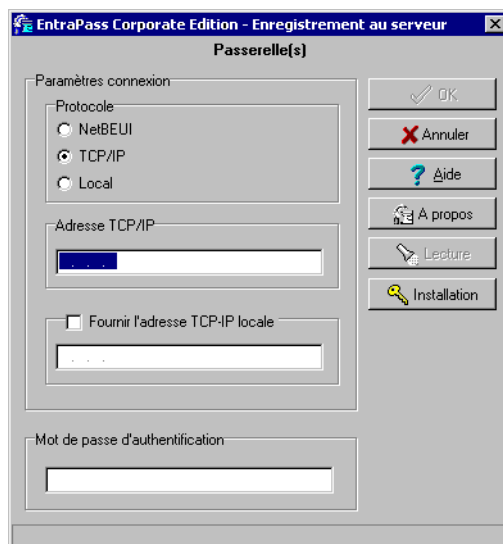 EntraPass Corporate Edition - Enregistrement au serveur
Passerelle(s)
Paramètres connexion
Protocole
NetBEUI
TCP/IP
Local
Adresse TCP/IP
. . .
Fournir l'adresse TCP-IP locale
. . .
Mot de passe d'authentification
OK
Annuler
Aide
A propos
Lecture
Installation